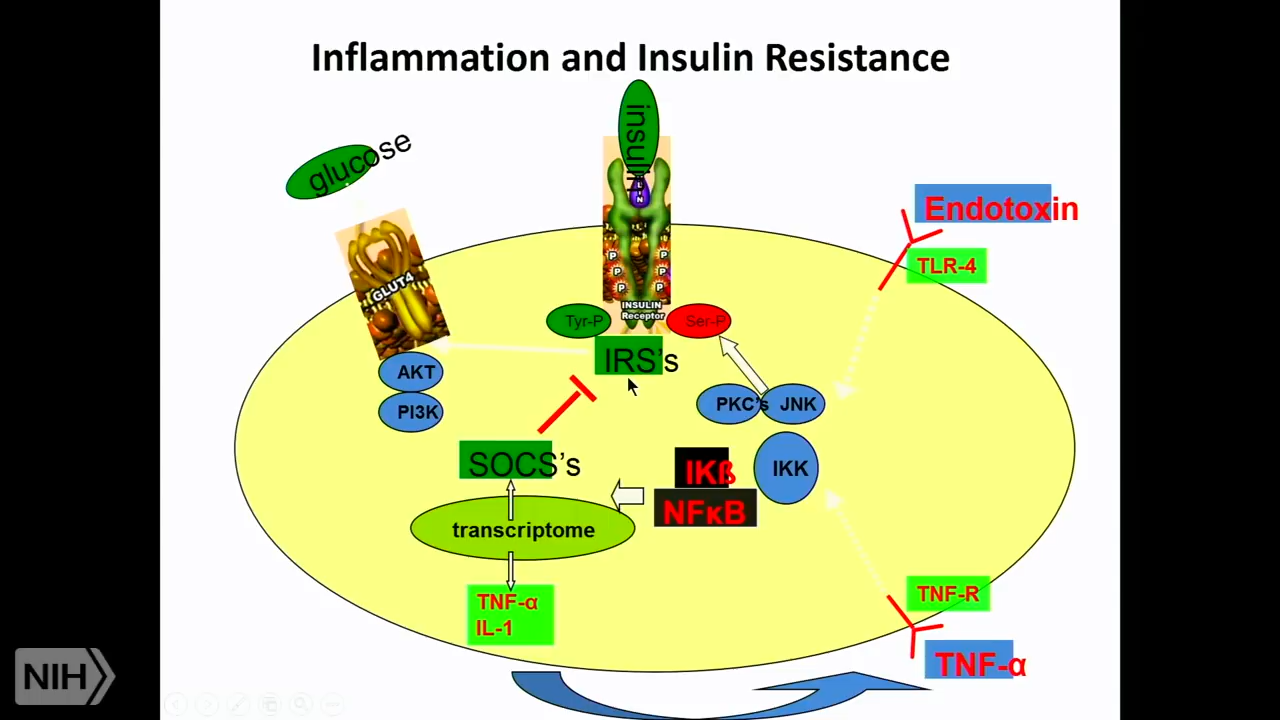 Inflammation and Insulin Resistance
insulin
glucose
Endotoxin
TLR-4
GLUT4
P P
P P
P P
INSULIN
Receptor
Tyr-P
Ser-P
IRS's
AKT
PI3K
PKC's
JNK
SOCS's
IKß
IKK
NFκB
transcriptome
TNF-α
IL-1
TNF-R
TNF-α
NIH